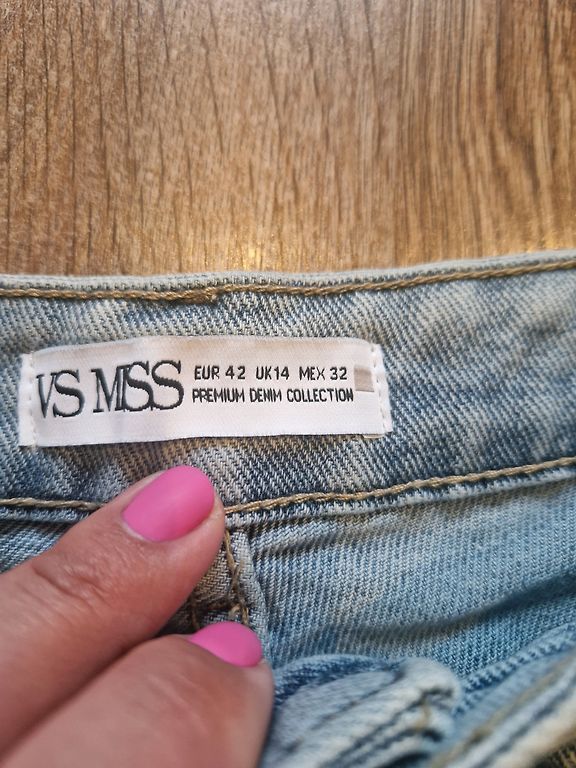 VS MISS
EUR 42 UK14 MEX 32
PREMIUM DENIM COLLECTION